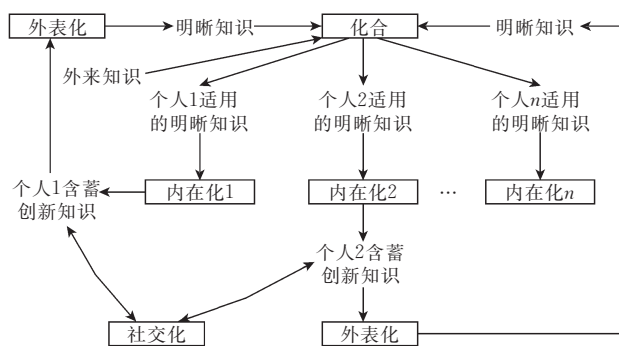 外表化
明晰知识
化合
明晰知识
外来知识
个人1适用
的明晰知识
个人2适用
的明晰知识
个人n适用
的明晰知识
个人1含蓄
创新知识
内在化1
内在化2
…
内在化n
个人2含蓄
创新知识
社交化
外表化